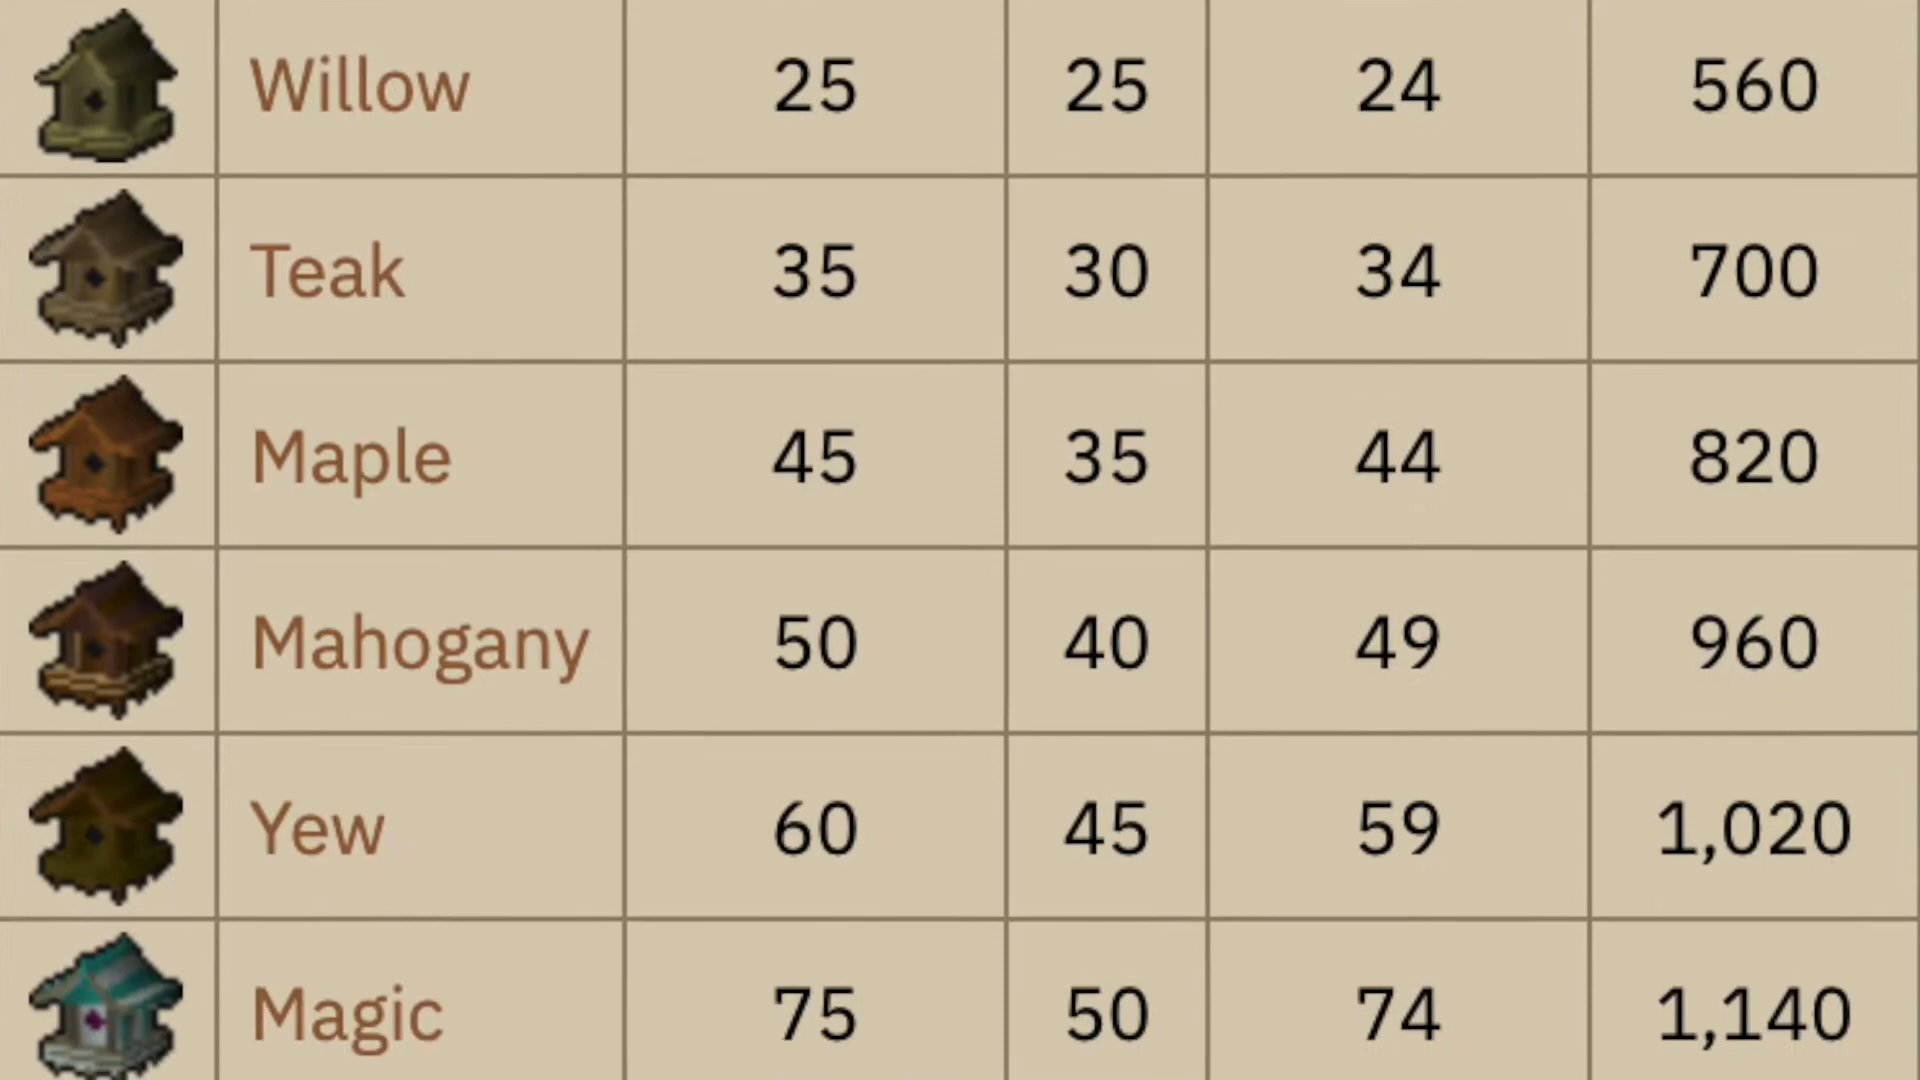 Willow 25 25 24 560
Teak 35 30 34 700
Maple 45 35 44 820
Mahogany 50 40 49 960
Yew 60 45 59 1,020
Magic 75 50 74 1,140